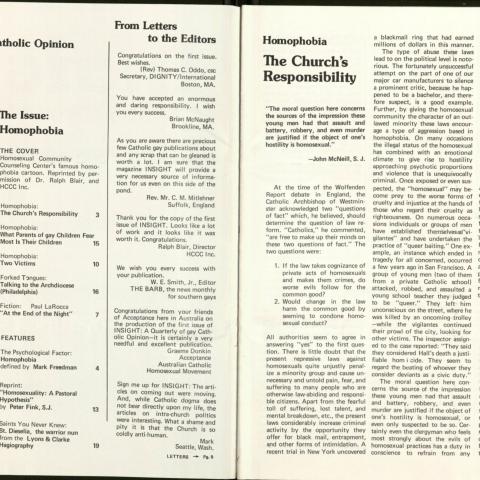 atholic Opinion
The Issue:
Homophobia
THE COVER
Homosexual Community
Counseling Center's famous homo-
phobia cartoon. Reprinted by per-
mission of Dr. Ralph Blair, and
HCCC Inc.
Homophobia:
The Church's Responsibility 3
Homophobia:
What Parents of gay Children Fear
Most Is Their Children 15
Homophobia:
Two Victims 10
Forked Tongues:
Talking to the Archdiocese
(Philadelphia) 16
Fiction: Paul LaRocca
"At the End of the Night" 7
FEATURES
The Psychological Factor:
Homophobia
defined by Mark Freedman 4
Reprint:
"Homosexuality: A Pastoral
Hypothesis"
by Peter Fink, S.J. 13
Saints You Never Knew:
St. Dieselia, the warrior nun
from the Lyons & Clarke
Hagiography 19
From Letters
to the Editors
Congratulations on the first issue.
Best wishes.
(Rev) Thomas C. Oddo, csc
Secretary, DIGNITY/International
Boston, MA.
You have accepted an enormous
and daring responsibility. I wish
you every success.
Brian McNaught
Brookline, MA.
As you are aware there are precious
few Catholic gay publications about
and any scrap that can be gleaned is
worth a lot. I am sure that the
magazine INSIGHT will provide a
very necessary source of informa-
tion for us even on this side of the
pond.
Rev. Mr. C. M.
Suffolk, England
Thank you for the copy of the first
issue of INSIGHT. Looks like a lot
of work and it looks like it was
worth it. Congratulations.
Ralph Blair, Director
HCCC Inc.
We wish you every success with
your publication.
W. E. Smith, Jr., Editor
THE BARB, the news monthly
for southern gays
Congratulations from your friends
of Acceptance here in Australia on
the production of the first issue of
INSIGHT: A Quarterly of gay Cath-
olic Opinion—it is certainly a very
needful and excellent publication.
Graeme Donkin
Acceptance
Australian Catholic
Homosexual Movement
Sign me up for INSIGHT: The arti-
cles on coming out were moving.
And, while Catholic dogma does
not bear directly upon my life, the
articles on intra-church politics
were interesting. What a shame and
pity it is that the Church is so
coldly anti-human.
Mark
Seattle, Wash.
LETTERS → Pg. 9
Homophobia
The Church's
Responsibility
"The moral question here concerns
the sources of the impression these
young men had that assault and
battery, robbery, and even murder
are justified if the object of one's
hostility is homosexual."
—John McNeill, S. J.
At the time of the Wolfenden
Report debate in England, the
Catholic Archbishop of Westmin-
ster acknowledged two "questions
of fact" which, he believed, should
determine the question of law re-
form. "Catholics," he commented,
"are free to make up their minds on
these two questions of fact." The
two questions were:
1. If the law takes cognizance of
private acts of homosexuals
and makes them crimes, do
worse evils follow for the
common good?
2. Would change in the law
harm the common good by
seeming to condone homo-
sexual conduct?
All authorities seem to agree in
answering "yes" to the first ques-
tion. There is little doubt that the
present repressive laws against
homosexuals quite unjustly penal-
ize a minority group and cause un-
necessary and untold pain, fear, and
suffering to many people who are
otherwise law-abiding and responsi-
ble citizens. Apart from the fearful
toll of suffering, lost talent, and
mental breakdown, etc., the present
laws considerably increase criminal
activity by the opportunity they
offer for black mail, entrapment,
and other forms of intimidation. A
recent trial in New York uncovered
a blackmail ring that had earned
millions of dollars in this manner.
The type of abuse these laws
lead to on the political level is noto-
rious. The fortunately unsuccessful
attempt on the part of one of our
major car manufacturers to silence
a prominent critic, because he hap-
pened to be a bachelor, and there-
fore suspect, is a good example.
Further, by giving the homosexual
community the character of an out-
lawed minority these laws encour-
age a type of aggression based in
homophobia. On many occasions
the illegal status of the homosexual
has combined with an emotional
climate to give rise to hostility
approaching psychotic proportions
and violence that is unequivocally
criminal. Once exposed or even sus-
pected, the "homosexual" may be-
come prey to the worse forms of
cruelty and injustice at the hands of
those who regard their cruelty as
righteousness. On numerous occa-
sions individuals or groups of men
have established themselves"vi-
gilantes" and have undertaken the
practice of "queer baiting." One ex-
ample, an instance which ended in
tragedy for all concerned, occurred
a few years ago in San Francisco. A
group of young men (two of them
from a private Catholic school)
attacked, robbed, and assaulted a
young school teacher they judged
to be "queer." They left him
unconscious on the street, where he
was killed by an oncoming trolley
—while the vigilantes continued
their prowl of the city, looking for
other victims. The inspector assign-
ed to the case reported: "They said
they considered Hall's death a justi-
fiable homicide. They seem to
regard the beating of whoever they
consider deviants as a civic duty."
The moral question here con-
cerns the source of the impression
these young men had that assault
and battery, robbery, and even
murder are justified if the object of
one's hostility is homosexual, or
even only suspected to be so. Cer-
tainly even the clergyman who feels
most strongly about the evils of
homosexual practices has a duty in
conscience to refrain from any